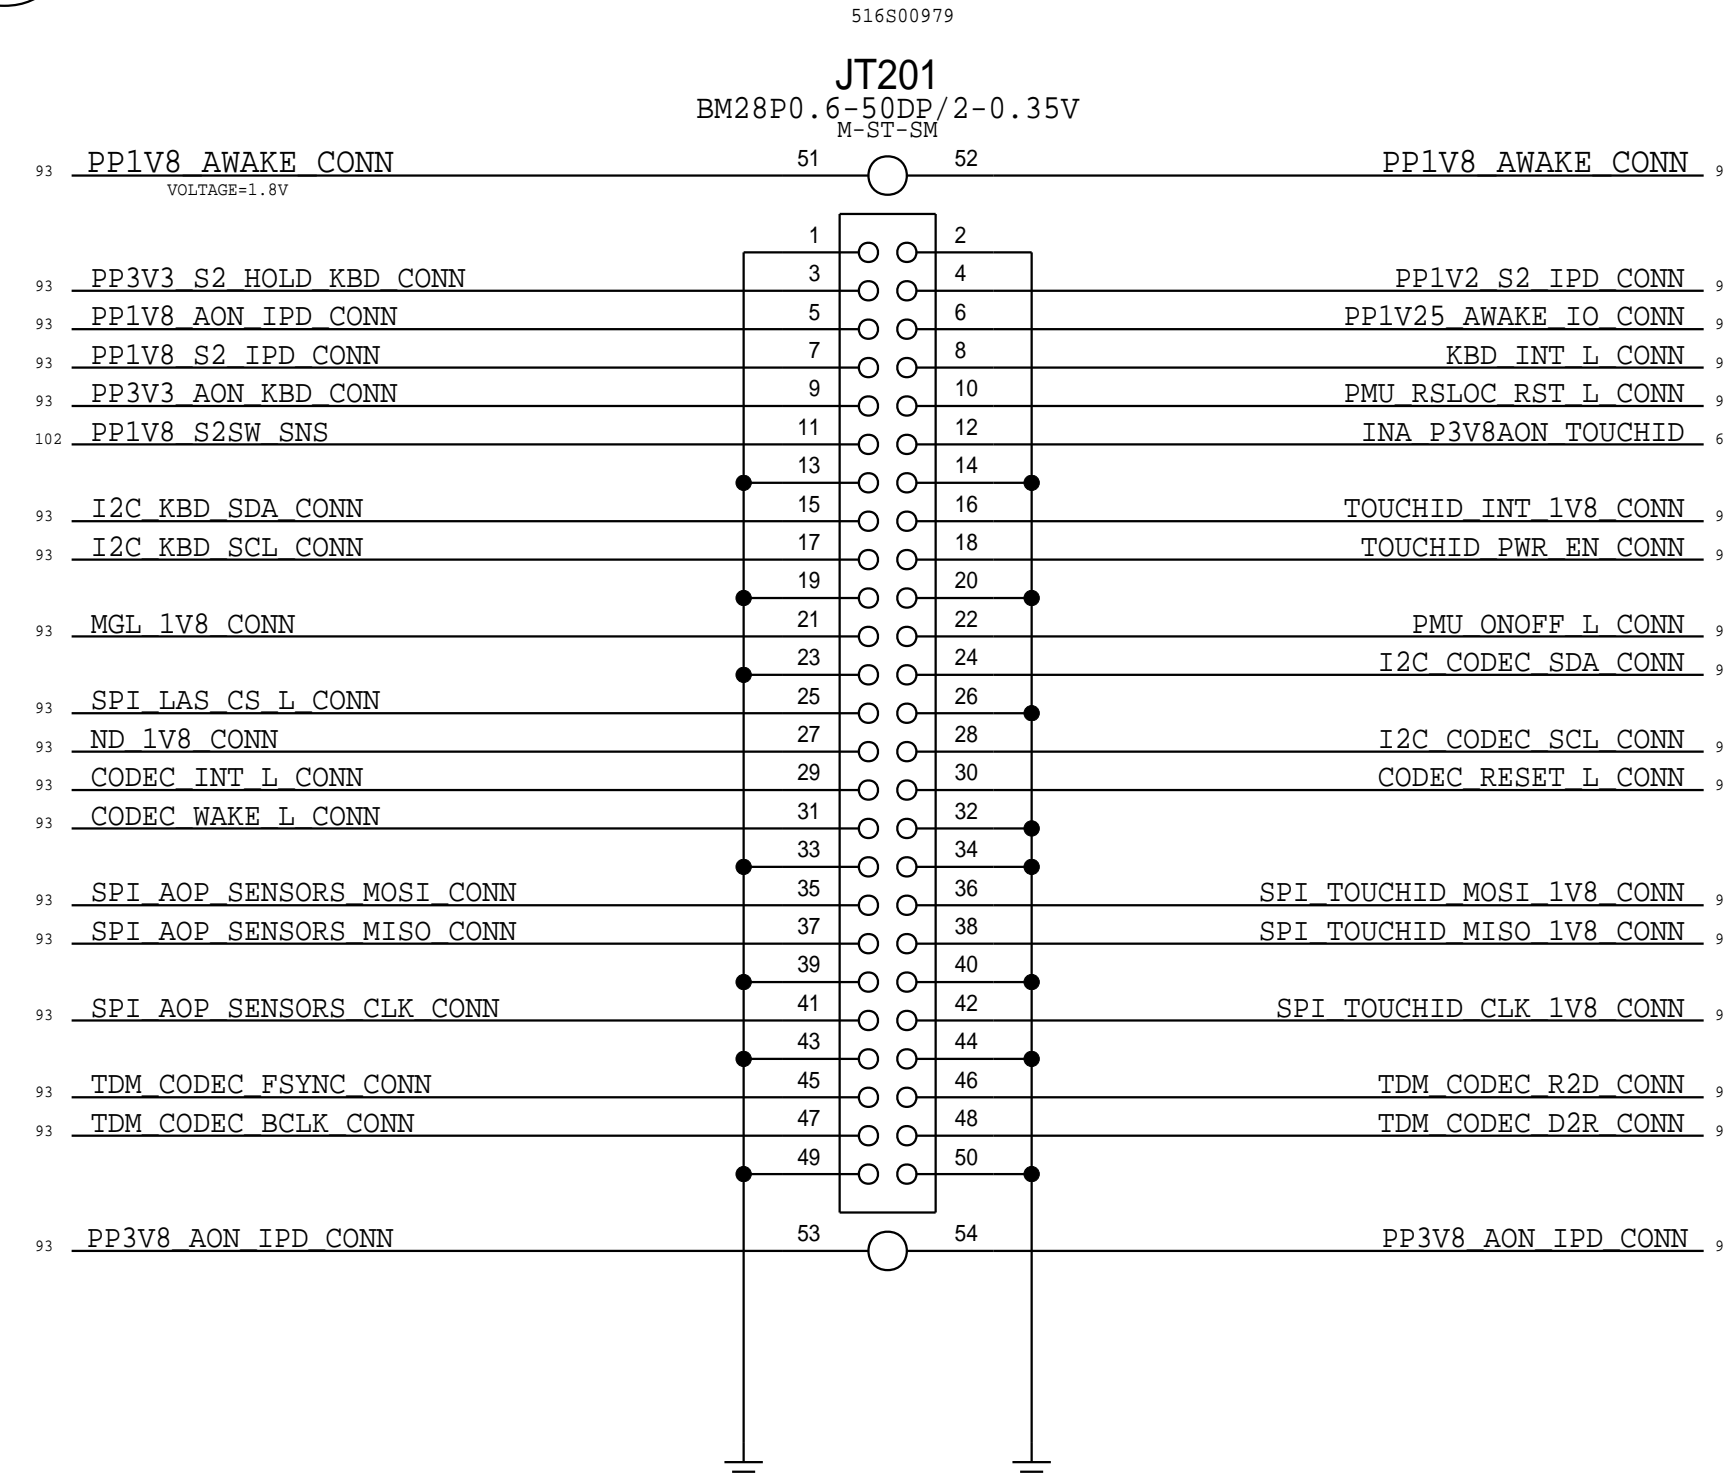 516S00979
JT201
BM28P0.6-50DP/2-0.35V
M-ST-SM
93 PP1V8_AWAKE_CONN 51 52 PP1V8_AWAKE_CONN 9
VOLTAGE=1.8V
1 2
93 PP3V3_S2_HOLD_KBD_CONN 3 4 PP1V2_S2_IPD_CONN 9
93 PP1V8_AON_IPD_CONN 5 6 PP1V25_AWAKE_IO_CONN 9
93 PP1V8_S2_IPD_CONN 7 8 KBD_INT_L_CONN 9
93 PP3V3_AON_KBD_CONN 9 10 PMU_RSLOC_RST_L_CONN 9
102 PP1V8_S2SW_SNS 11 12 INA_P3V8AON_TOUCHID 6
13 14
93 I2C_KBD_SDA_CONN 15 16 TOUCHID_INT_1V8_CONN 9
93 I2C_KBD_SCL_CONN 17 18 TOUCHID_PWR_EN_CONN 9
19 20
93 MGL_1V8_CONN 21 22 PMU_ONOFF_L_CONN 9
23 24 I2C_CODEC_SDA_CONN 9
93 SPI_LAS_CS_L_CONN 25 26
93 ND_1V8_CONN 27 28 I2C_CODEC_SCL_CONN 9
93 CODEC_INT_L_CONN 29 30 CODEC_RESET_L_CONN 9
93 CODEC_WAKE_L_CONN 31 32
33 34
93 SPI_AOP_SENSORS_MOSI_CONN 35 36 SPI_TOUCHID_MOSI_1V8_CONN 9
93 SPI_AOP_SENSORS_MISO_CONN 37 38 SPI_TOUCHID_MISO_1V8_CONN 9
39 40
93 SPI_AOP_SENSORS_CLK_CONN 41 42 SPI_TOUCHID_CLK_1V8_CONN 9
43 44
93 TDM_CODEC_FSYNC_CONN 45 46 TDM_CODEC_R2D_CONN 9
93 TDM_CODEC_BCLK_CONN 47 48 TDM_CODEC_D2R_CONN 9
49 50
93 PP3V8_AON_IPD_CONN 53 54 PP3V8_AON_IPD_CONN 9